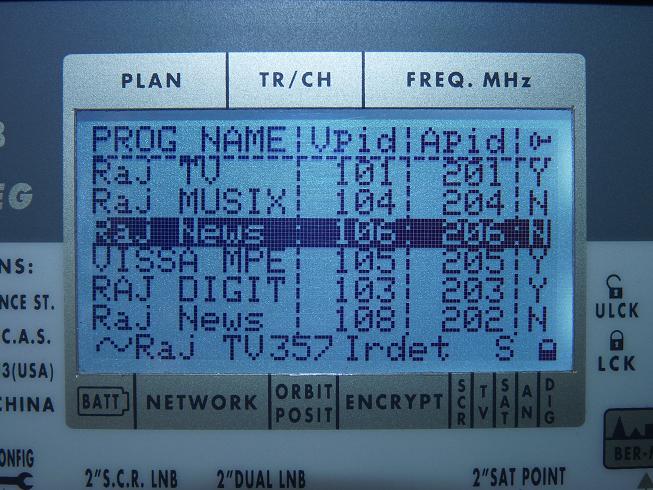 PLAN TR/CH FREQ. MHz
PROG NAME Vpid Apid
Raj TV 101 201 Y
Raj MUSIX 104 204 N
Raj News 106 206 N
VISSA MPE 105 205 Y
RAJ DIGIT 103 203 Y
Raj News 108 202 N
~Raj TV357 Irdet S
BATT NETWORK ORBIT POSIT ENCRYPT SCR TV SAT AN DIG
EG
NS:
NCE ST.
C.A.S.
3(USA)
CHINA
ONFIG
ULCK
LCK
BER-
2"S.C.R. LNB 2"DUAL LNB 2"SAT POINT